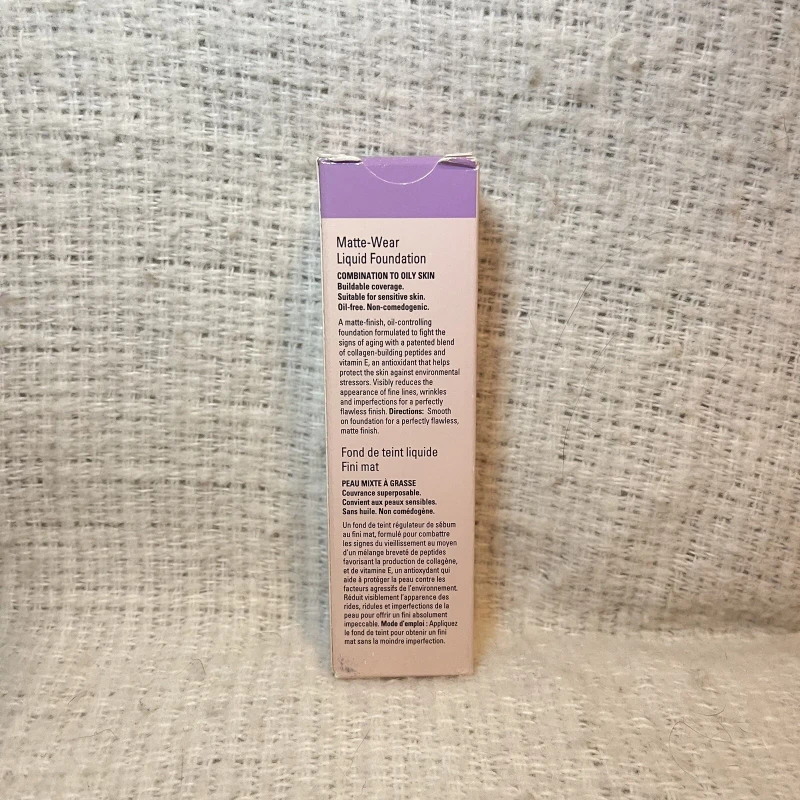 Matte-Wear
Liquid Foundation
COMBINATION TO OILY SKIN
Buildable coverage.
Suitable for sensitive skin.
Oil-free. Non-comedogenic.
A matte-finish, oil-controlling
foundation formulated to fight the
signs of aging with a patented blend
of collagen-building peptides and
vitamin E, an antioxidant that helps
protect the skin against environmental
stressors. Visibly reduces the
appearance of fine lines, wrinkles
and imperfections for a perfectly
flawless finish. Directions: Smooth
on foundation for a perfectly flawless,
matte finish.
Fond de teint liquide
Fini mat
PEAU MIXTE À GRASSE
Couvrance superposable.
Convient aux peaux sensibles.
Sans huile. Non comédogène.
Un fond de teint régulateur de sébum
au fini mat, formulé pour combattre
les signes du vieillissement au moyen
d'un mélange breveté de peptides
favorisant la production de collagène,
et de vitamine E, un antioxydant qui
aide à protéger la peau contre les
facteurs agressifs de l'environnement.
Réduit visiblement l'apparence des
rides, ridules et imperfections de la
peau pour offrir un fini absolument
impeccable. Mode d'emploi : Appliquez
le fond de teint pour obtenir un fini
mat sans la moindre imperfection.